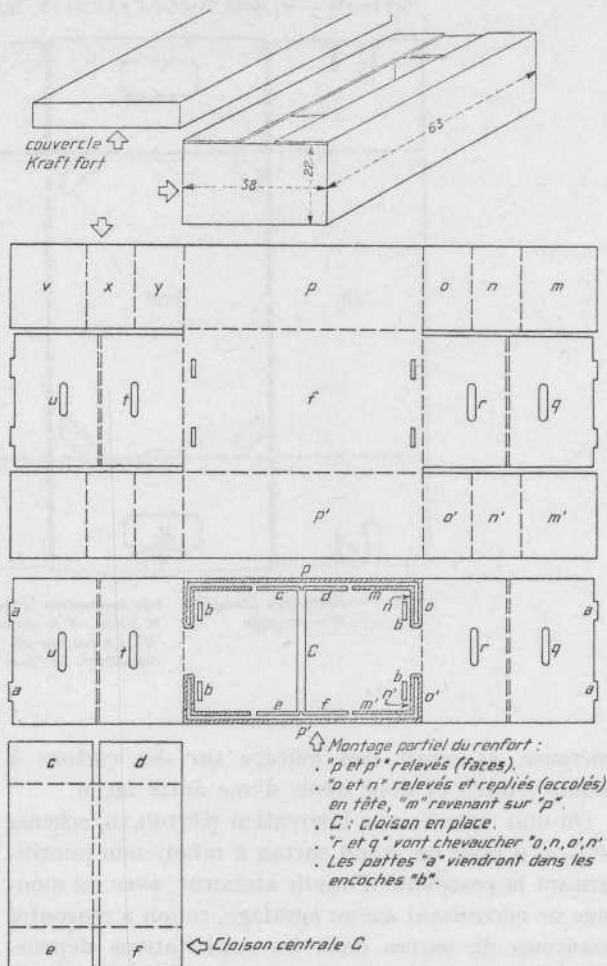 couvercle
Kraft fort
38
22
63
v x y p o n m
u t f r q
p' o' n' m'
p
a c d m n o a
b b
u t C r q
a b b a
e f m' n' o'
p'
Montage partiel du renfort :
. "p et p'" relevés (faces).
"o et n" relevés et repliés (accolés)
en tête, "m" revenant sur "p".
. C : cloison en place.
r et q vont chevaucher "o, n, o', n'
. Les pattes "a" viendront dans les
encoches "b".
c d
e f
Cloison centrale C